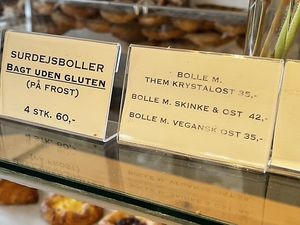 SURDEJSBOLLER
BAGT UDEN GLUTEN
(PÅ FROST)
4 STK. 60,-
BOLLE M.
THEM KRYSTALOST 35,-
BOLLE M. SKINKE & OST 42,-
BOLLE M. VEGANSK OST 35,-